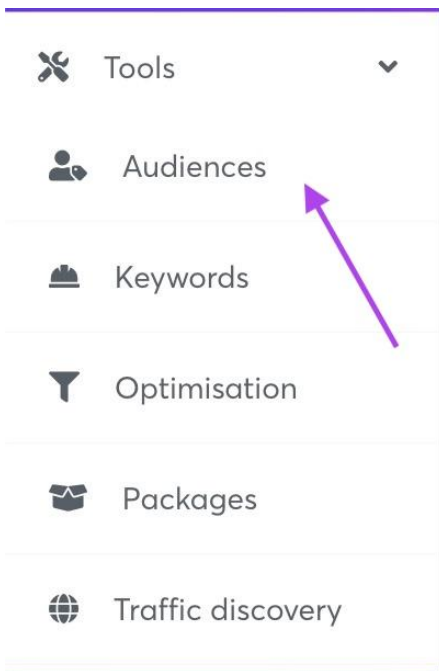 Tools
Audiences
Keywords
Optimisation
Packages
Traffic discovery